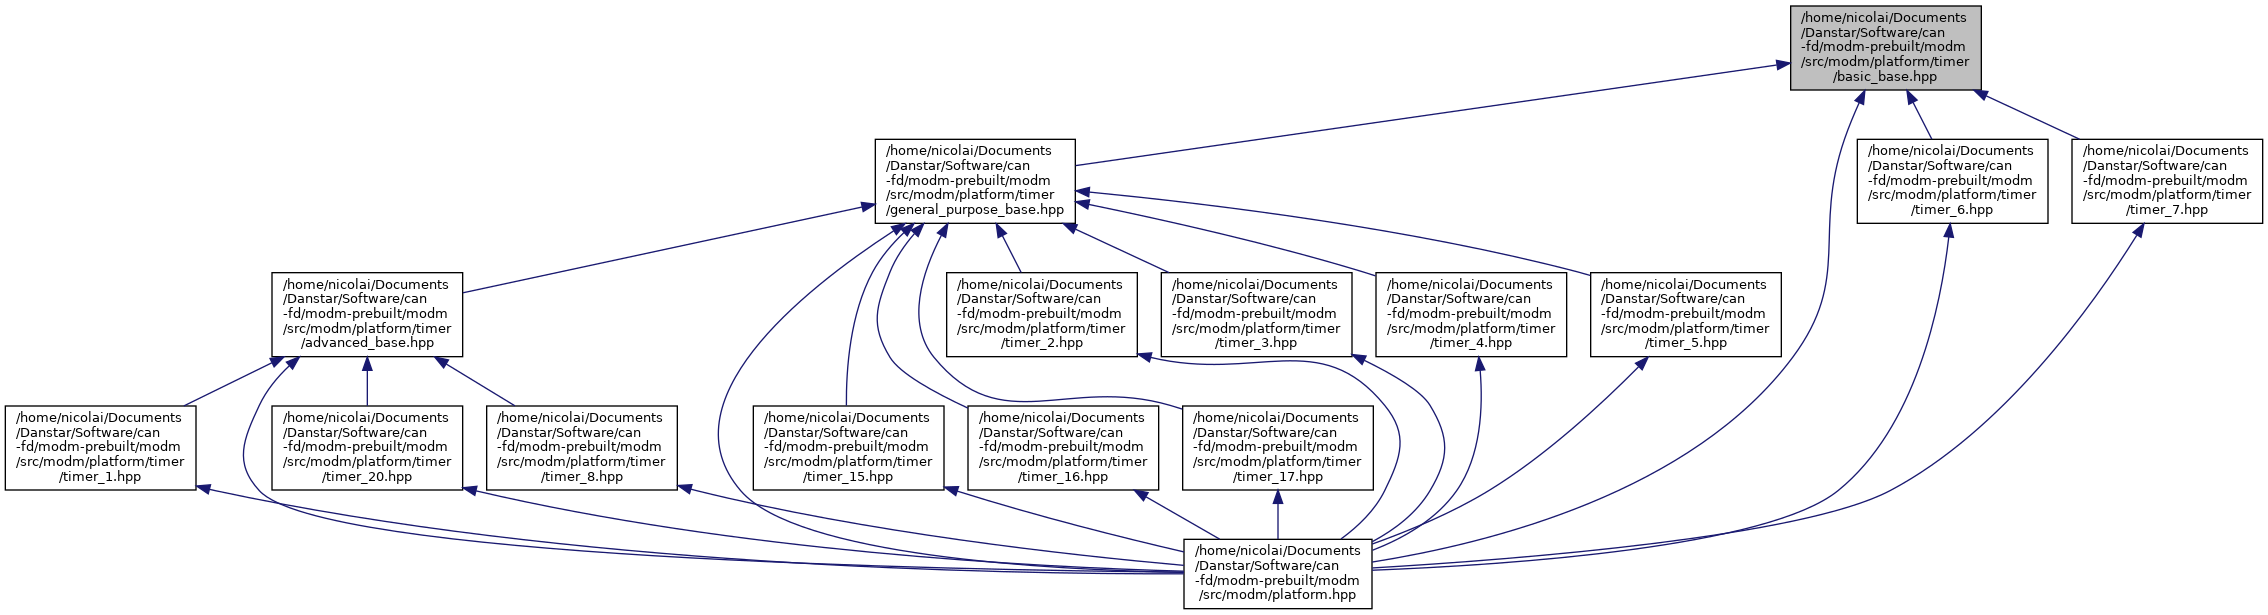 /home/nicolai/Documents
/Danstar/Software/can
-fd/modm-prebuilt/modm
/src/modm/platform/timer
/basic_base.hpp
/home/nicolai/Documents
/Danstar/Software/can
-fd/modm-prebuilt/modm
/src/modm/platform/timer
/general_purpose_base.hpp
/home/nicolai/Documents
/Danstar/Software/can
-fd/modm-prebuilt/modm
/src/modm/platform/timer
/timer_6.hpp
/home/nicolai/Documents
/Danstar/Software/can
-fd/modm-prebuilt/modm
/src/modm/platform/timer
/timer_7.hpp
/home/nicolai/Documents
/Danstar/Software/can
-fd/modm-prebuilt/modm
/src/modm/platform/timer
/advanced_base.hpp
/home/nicolai/Documents
/Danstar/Software/can
-fd/modm-prebuilt/modm
/src/modm/platform/timer
/timer_2.hpp
/home/nicolai/Documents
/Danstar/Software/can
-fd/modm-prebuilt/modm
/src/modm/platform/timer
/timer_3.hpp
/home/nicolai/Documents
/Danstar/Software/can
-fd/modm-prebuilt/modm
/src/modm/platform/timer
/timer_4.hpp
/home/nicolai/Documents
/Danstar/Software/can
-fd/modm-prebuilt/modm
/src/modm/platform/timer
/timer_5.hpp
/home/nicolai/Documents
/Danstar/Software/can
-fd/modm-prebuilt/modm
/src/modm/platform/timer
/timer_1.hpp
/home/nicolai/Documents
/Danstar/Software/can
-fd/modm-prebuilt/modm
/src/modm/platform/timer
/timer_20.hpp
/home/nicolai/Documents
/Danstar/Software/can
-fd/modm-prebuilt/modm
/src/modm/platform/timer
/timer_8.hpp
/home/nicolai/Documents
/Danstar/Software/can
-fd/modm-prebuilt/modm
/src/modm/platform/timer
/timer_15.hpp
/home/nicolai/Documents
/Danstar/Software/can
-fd/modm-prebuilt/modm
/src/modm/platform/timer
/timer_16.hpp
/home/nicolai/Documents
/Danstar/Software/can
-fd/modm-prebuilt/modm
/src/modm/platform/timer
/timer_17.hpp
/home/nicolai/Documents
/Danstar/Software/can
-fd/modm-prebuilt/modm
/src/modm/platform.hpp